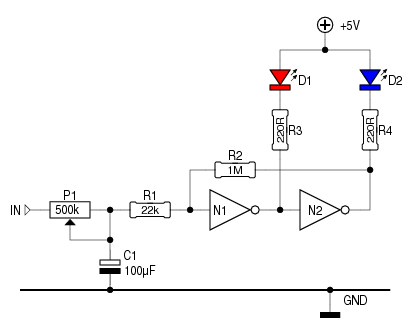 +5V
D1
D2
220R
R3
220R
R4
R2
1M
P1
R1
IN
500k
22k
N1
N2
C1
100µF
GND